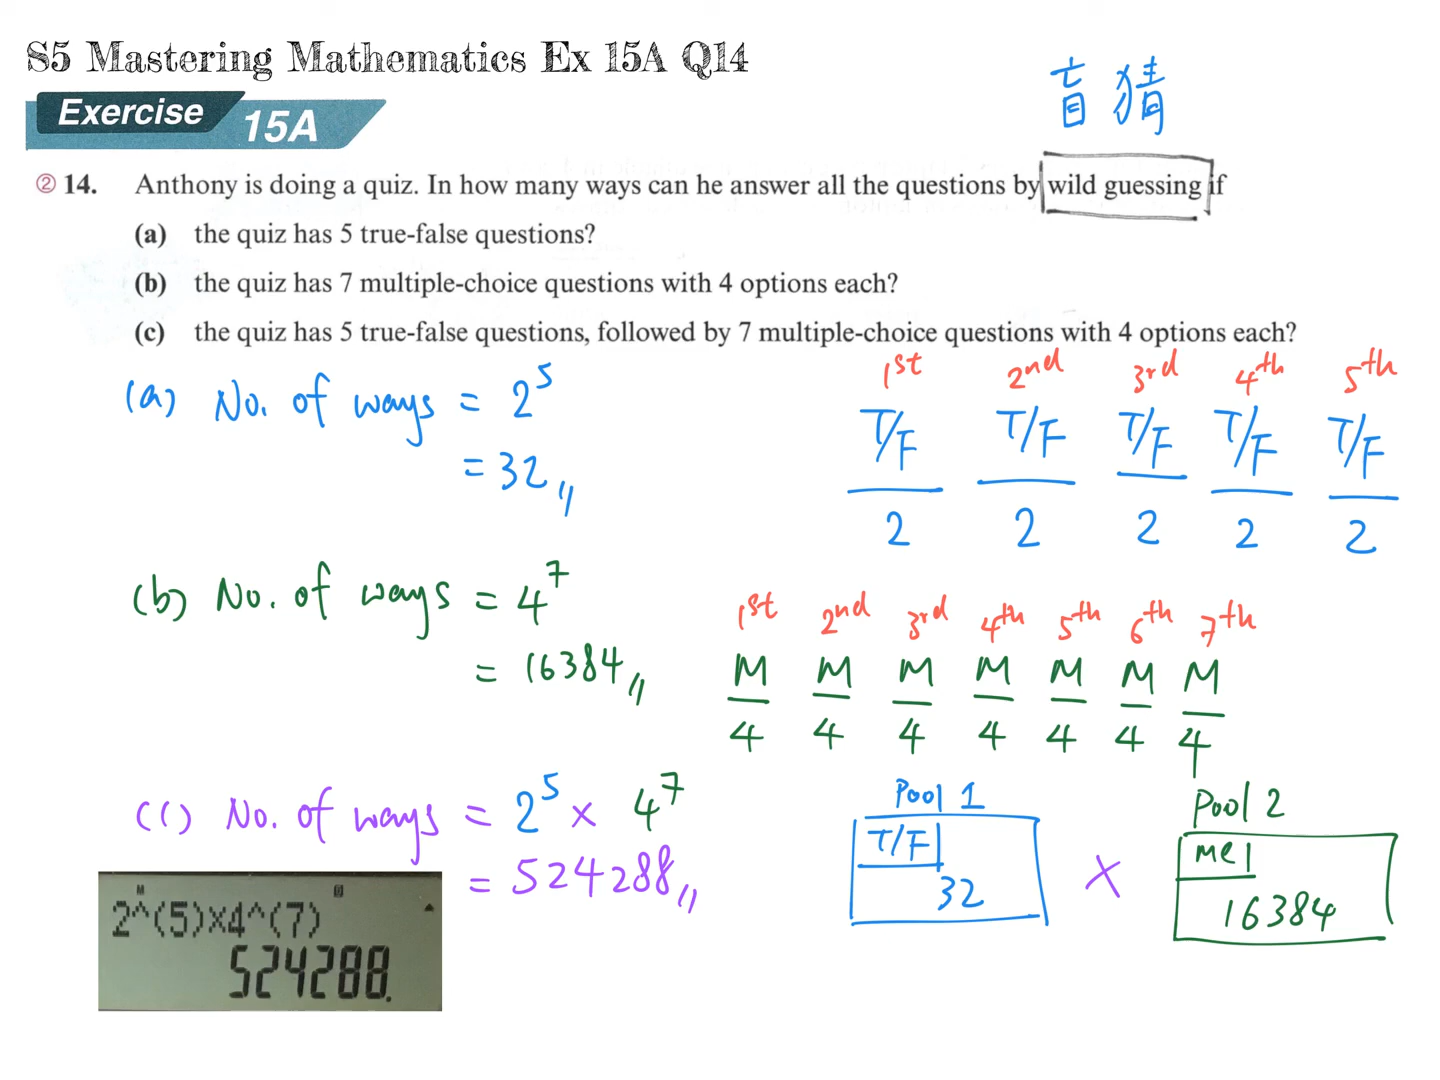 S5 Mastering Mathematics Ex 15A Q14
Exercise 15A
盲猜
② 14. Anthony is doing a quiz. In how many ways can he answer all the questions by wild guessing if
(a) the quiz has 5 true-false questions?
(b) the quiz has 7 multiple-choice questions with 4 options each?
(c) the quiz has 5 true-false questions, followed by 7 multiple-choice questions with 4 options each?
(a) No. of ways = 2^5
= 32
1st 2nd 3rd 4th 5th
T/F T/F T/F T/F T/F
2 2 2 2 2
(b) No. of ways = 4^7
= 16384
1st 2nd 3rd 4th 5th 6th 7th
M M M M M M M
4 4 4 4 4 4 4
(c) No. of ways = 2^5 × 4^7
= 524288
Pool 1
T/F
32
×
Pool 2
MC
16384
M D
2^(5)×4^(7)
524288.